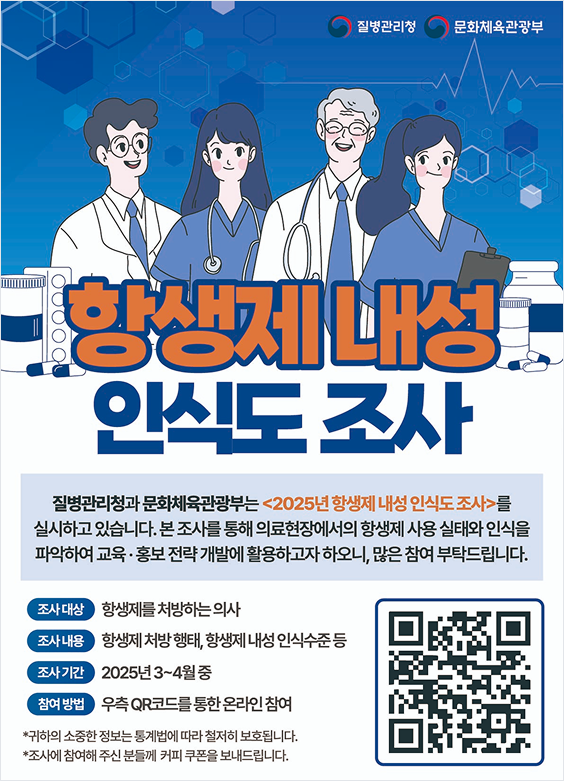 질병관리청 문화체육관광부
항생제 내성
인식도 조사
질병관리청과 문화체육관광부는 <2025년 항생제 내성 인식도 조사>를
실시하고 있습니다. 본 조사를 통해 의료현장에서의 항생제 사용 실태와 인식을
파악하여 교육·홍보 전략 개발에 활용하고자 하오니, 많은 참여 부탁드립니다.
조사 대상 항생제를 처방하는 의사
조사 내용 항생제 처방 행태, 항생제 내성 인식수준 등
조사 기간 2025년 3~4월 중
참여 방법 우측 QR코드를 통한 온라인 참여
*귀하의 소중한 정보는 통계법에 따라 철저히 보호됩니다.
*조사에 참여해 주신 분들께 커피 쿠폰을 보내드립니다.